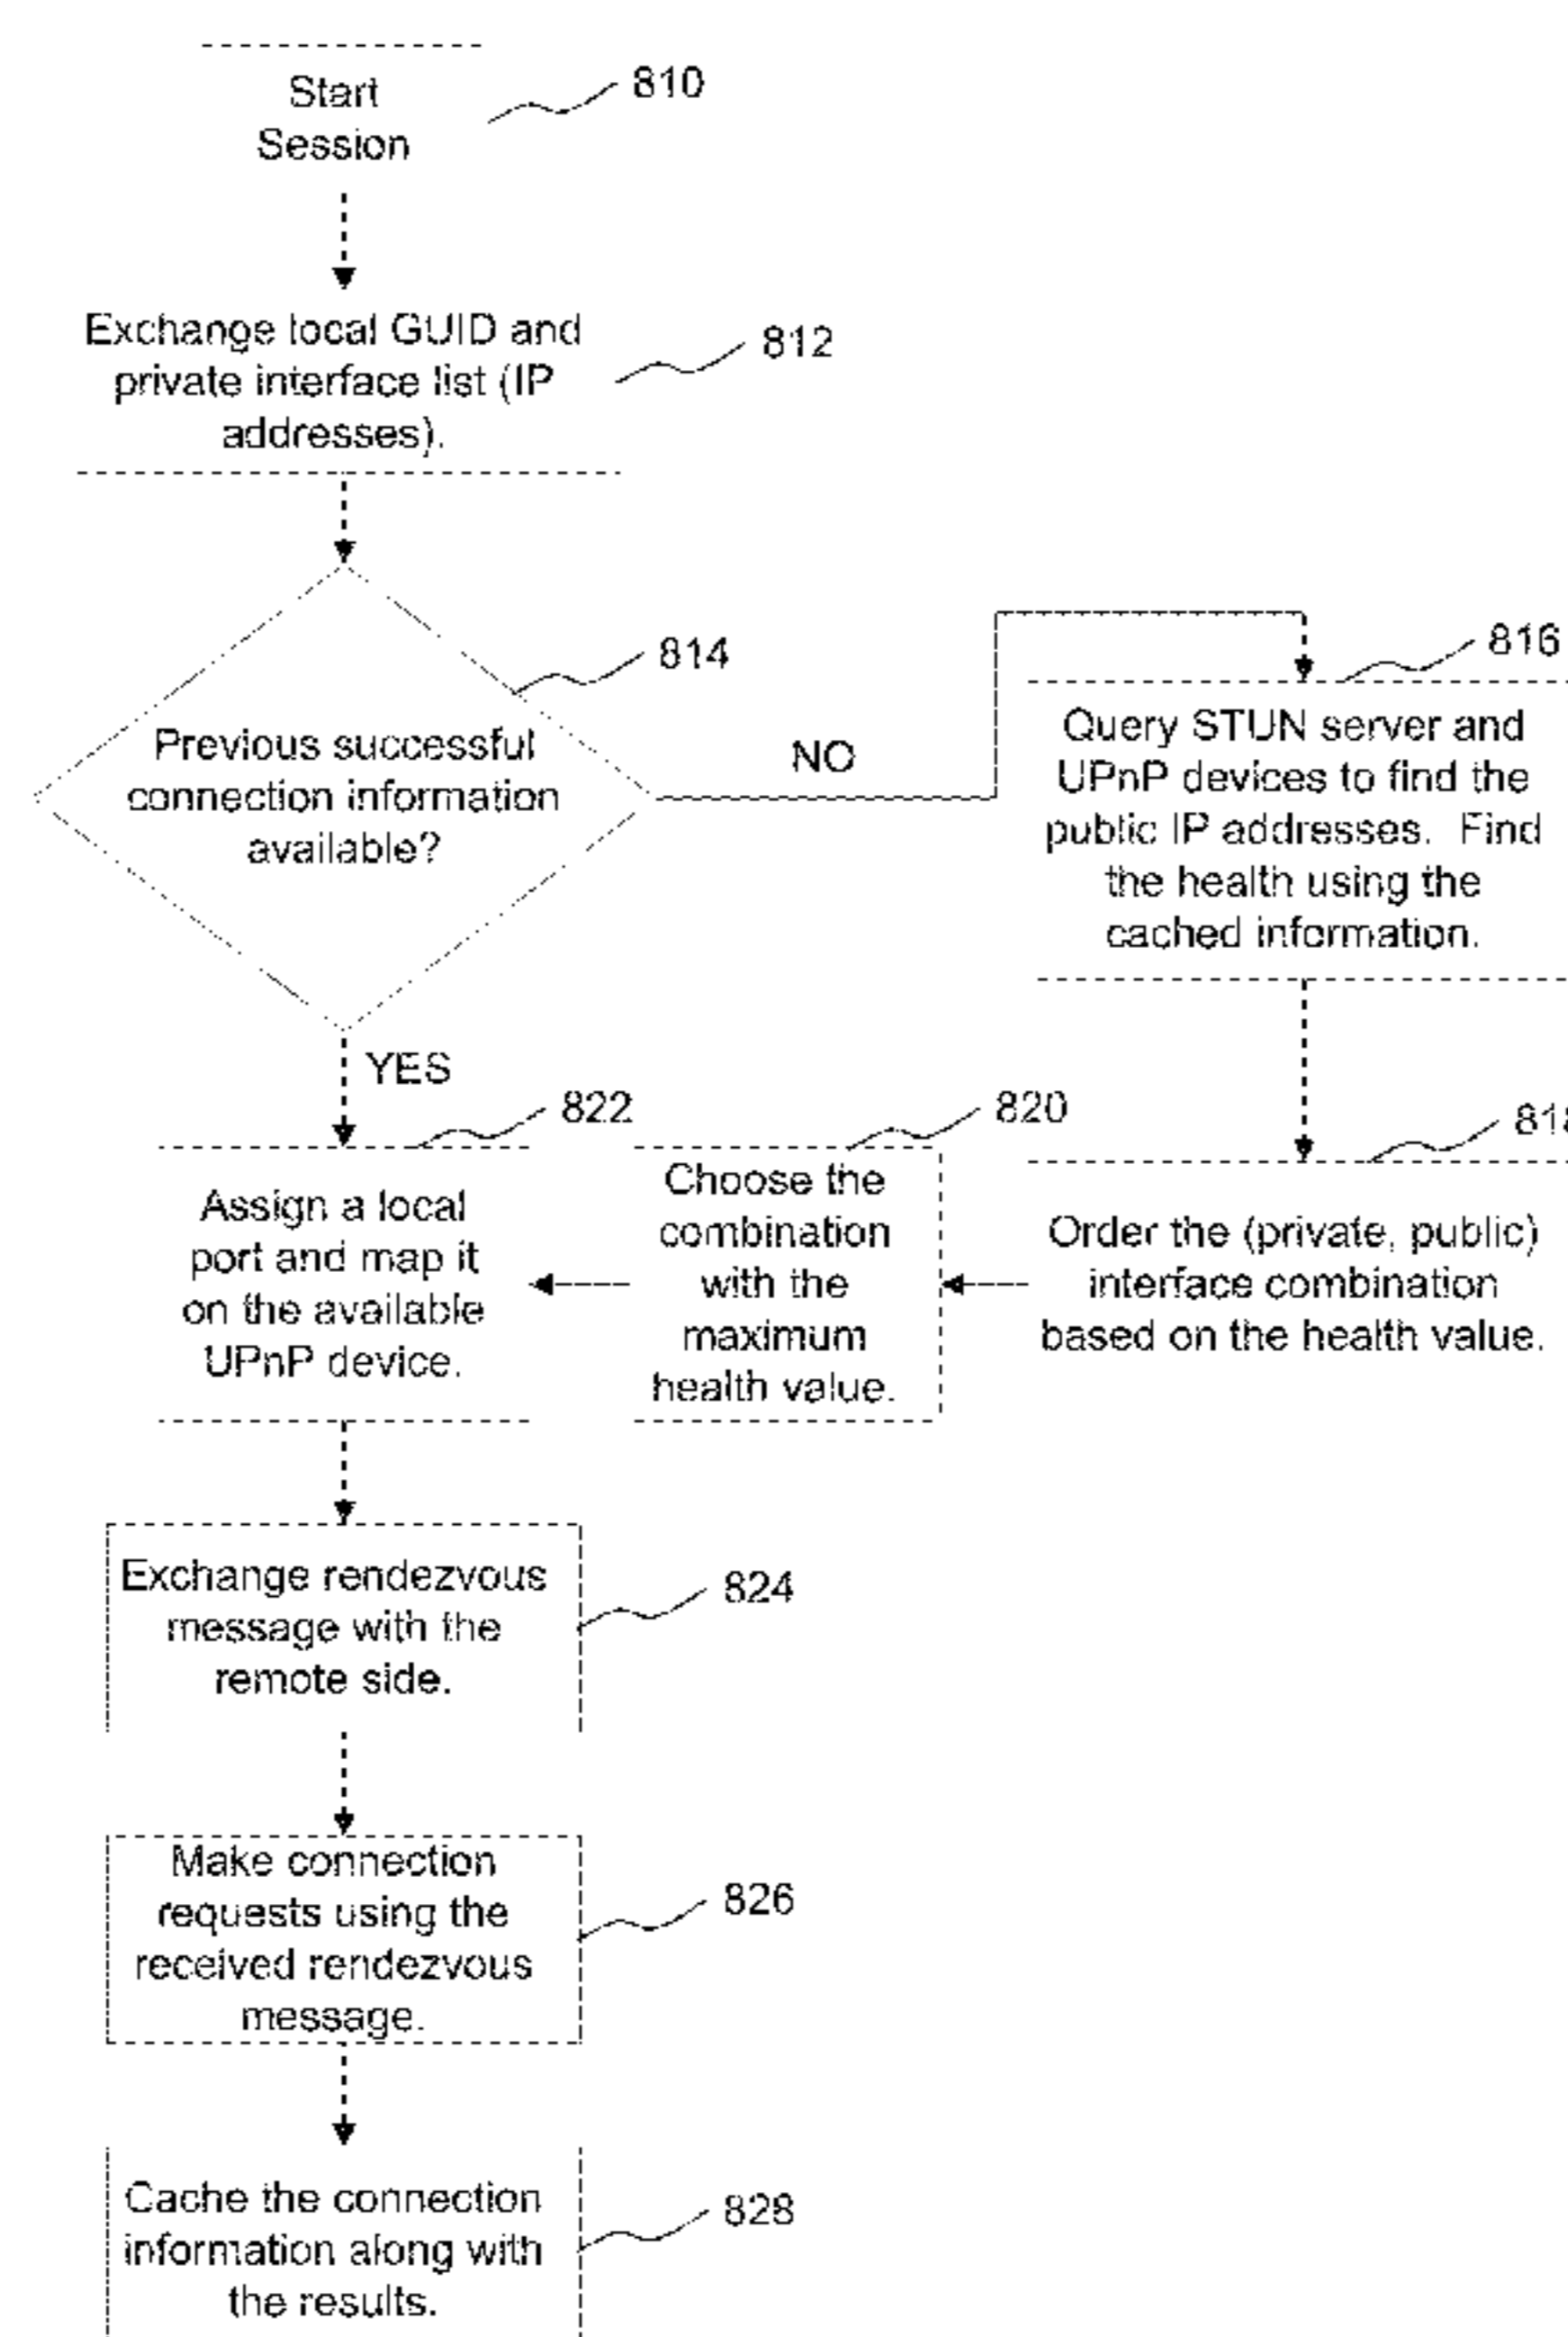 Start
Session
810
Exchange local GUID and
private interface list (IP
addresses).
812
Previous successful
connection information
available?
814
NO
YES
816
Query STUN server and
UPnP devices to find the
public IP addresses. Find
the health using the
cached information.
818
Order the (private, public)
interface combination
based on the health value.
820
Choose the
combination
with the
maximum
health value.
822
Assign a local
port and map it
on the available
UPnP device.
Exchange rendezvous
message with the
remote side.
824
Make connection
requests using the
received rendezvous
message.
826
Cache the connection
information along with
the results.
828